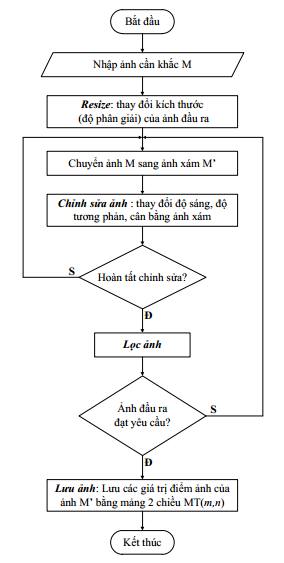 Bắt đầu
Nhập ảnh cần khắc M
Resize: thay đổi kích thước
(độ phân giải) của ảnh đầu ra
Chuyển ảnh M sang ảnh xám M’
Chỉnh sửa ảnh : thay đổi độ sáng, độ
tương phản, cân bằng ảnh xám
S
Hoàn tất chỉnh sửa?
Đ
Lọc ảnh
Ảnh đầu ra
đạt yêu cầu?
S
Đ
Lưu ảnh: Lưu các giá trị điểm ảnh của
ảnh M’ bằng mảng 2 chiều MT(m,n)
Kết thúc